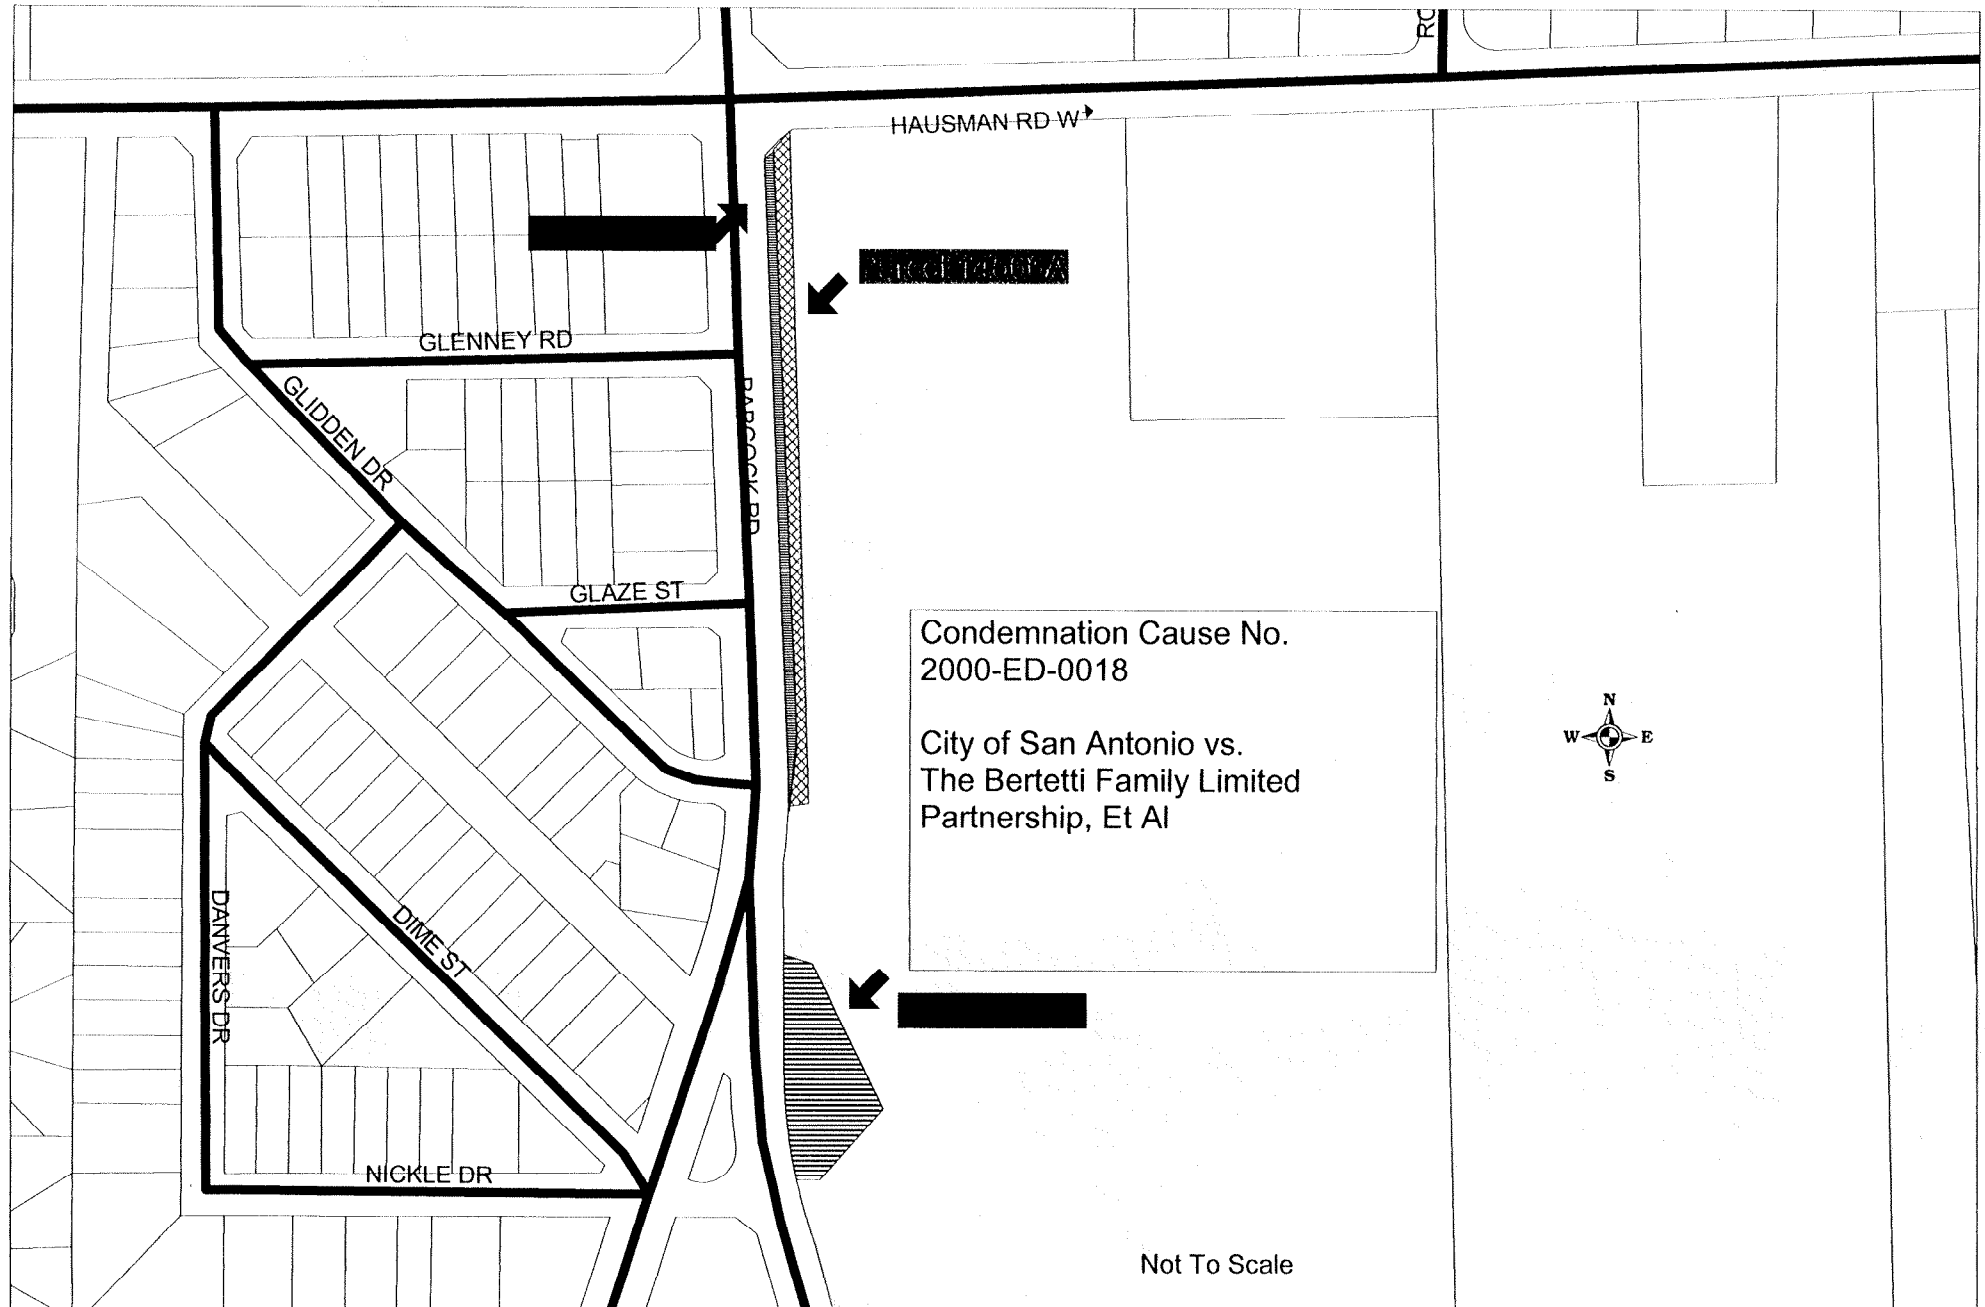 RO
HAUSMAN RD W
GLENNEY RD
GLIDDEN DR
BABCOCK RD
GLAZE ST
Condemnation Cause No.
2000-ED-0018
City of San Antonio vs.
The Bertetti Family Limited
Partnership, Et Al
N
W E
S
DANVERS DR
DIME ST
NICKLE DR
Not To Scale